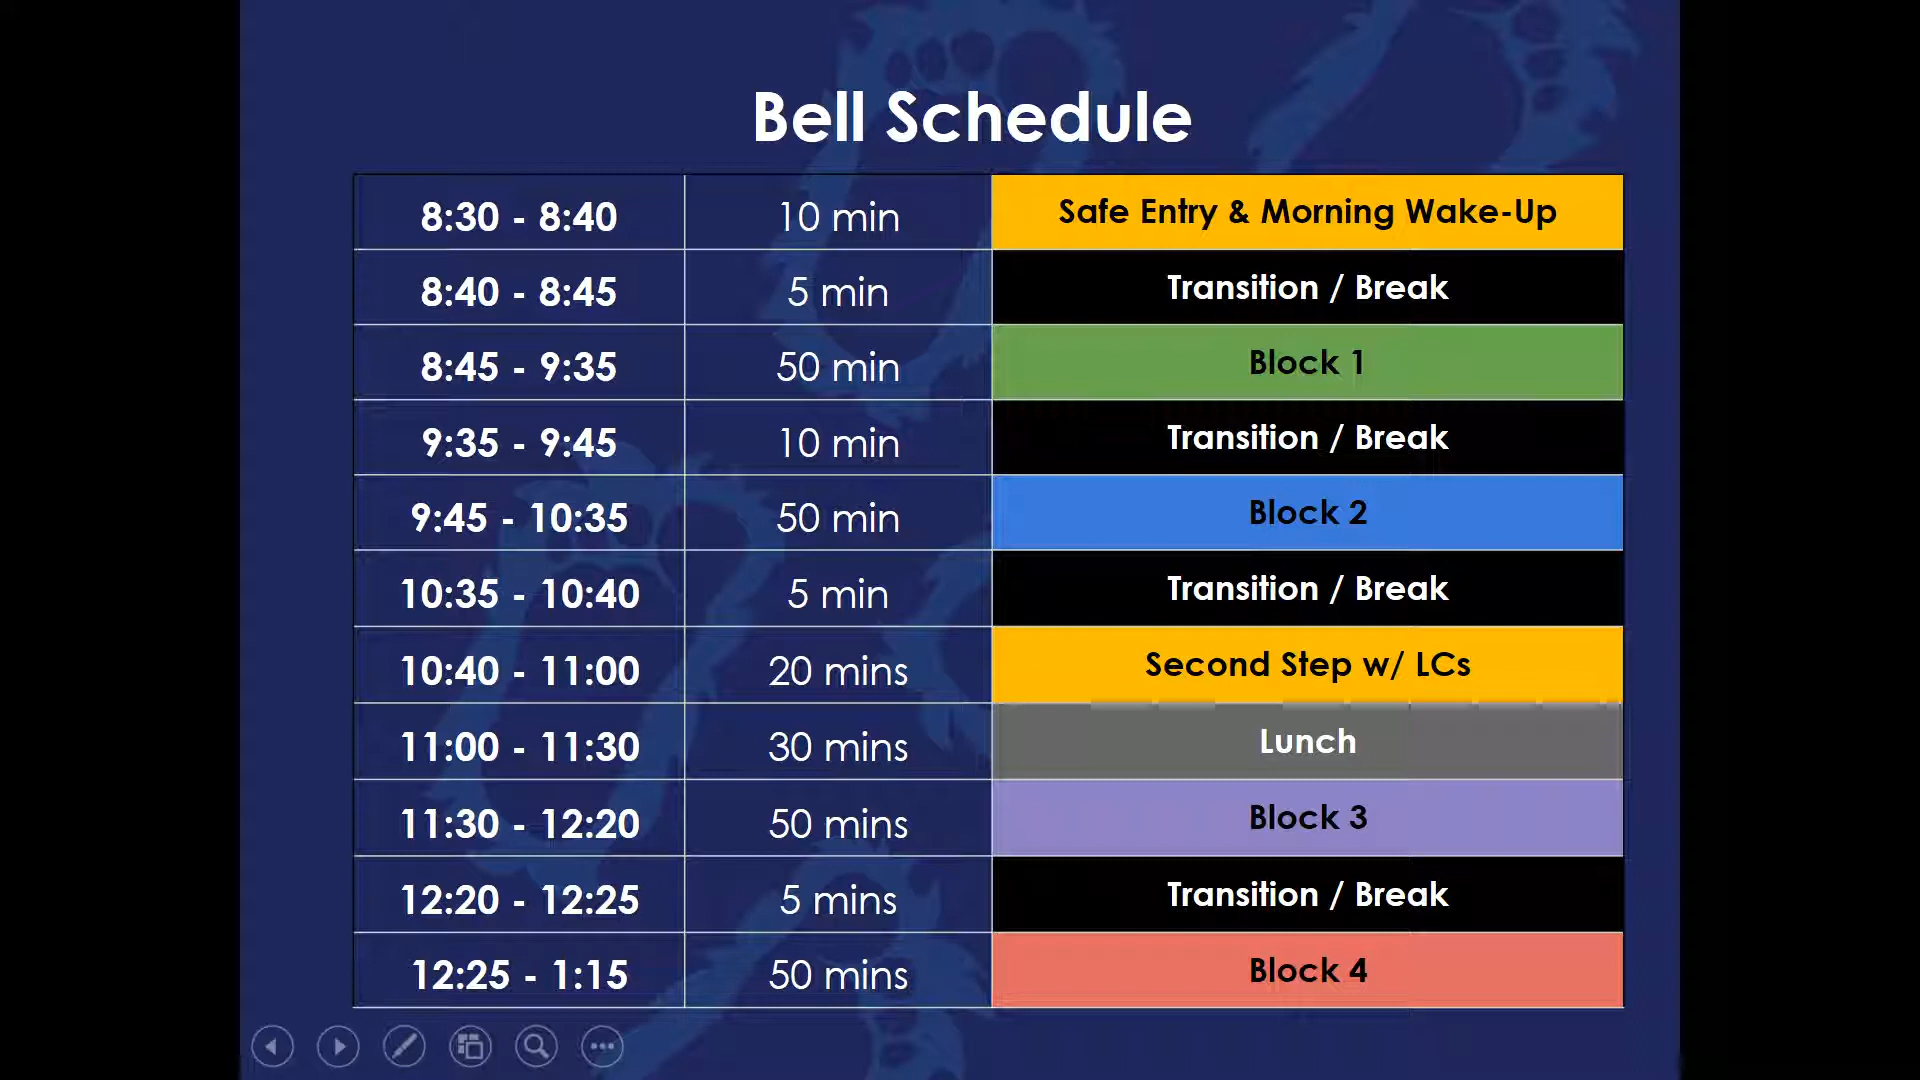 Bell Schedule
8:30 - 8:40 10 min Safe Entry & Morning Wake-Up
8:40 - 8:45 5 min Transition / Break
8:45 - 9:35 50 min Block 1
9:35 - 9:45 10 min Transition / Break
9:45 - 10:35 50 min Block 2
10:35 - 10:40 5 min Transition / Break
10:40 - 11:00 20 mins Second Step w/ LCs
11:00 - 11:30 30 mins Lunch
11:30 - 12:20 50 mins Block 3
12:20 - 12:25 5 mins Transition / Break
12:25 - 1:15 50 mins Block 4